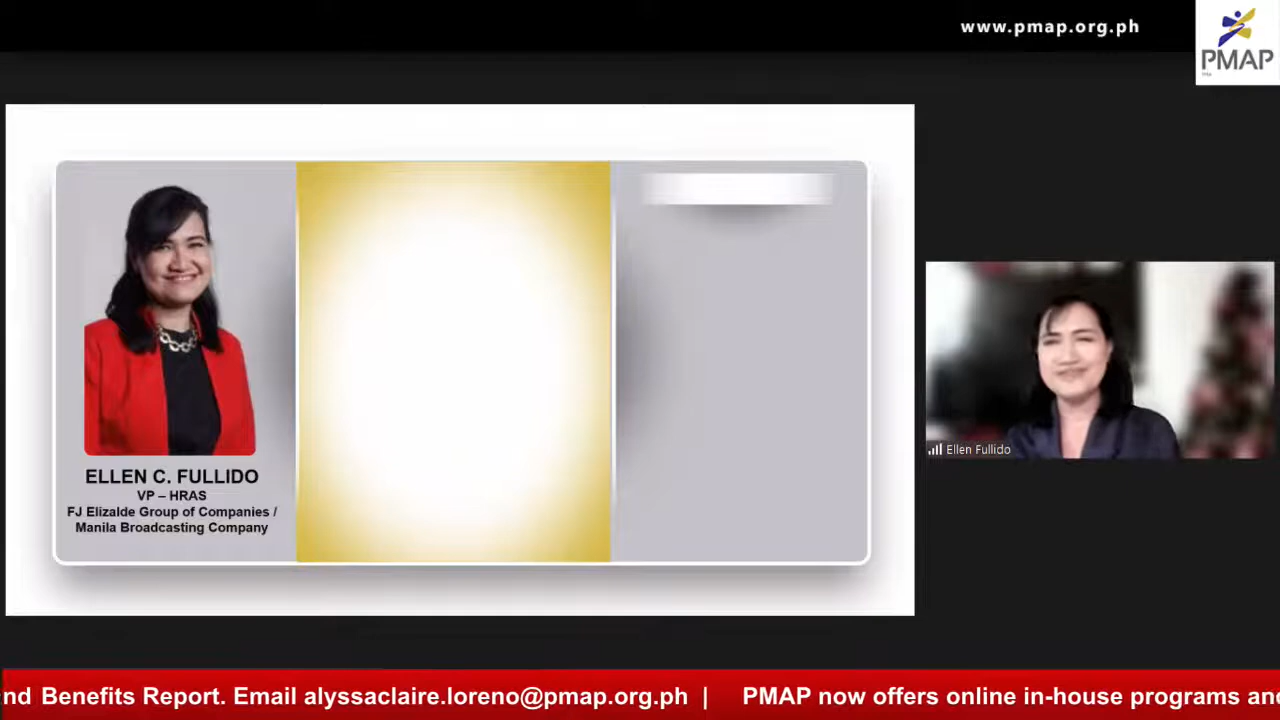 www.pmap.org.ph
PMAP
ELLEN C. FULLIDO
VP – HRAS
FJ Elizalde Group of Companies /
Manila Broadcasting Company
Ellen Fullido
nd Benefits Report. Email alyssaclaire.loreno@pmap.org.ph | PMAP now offers online in-house programs and